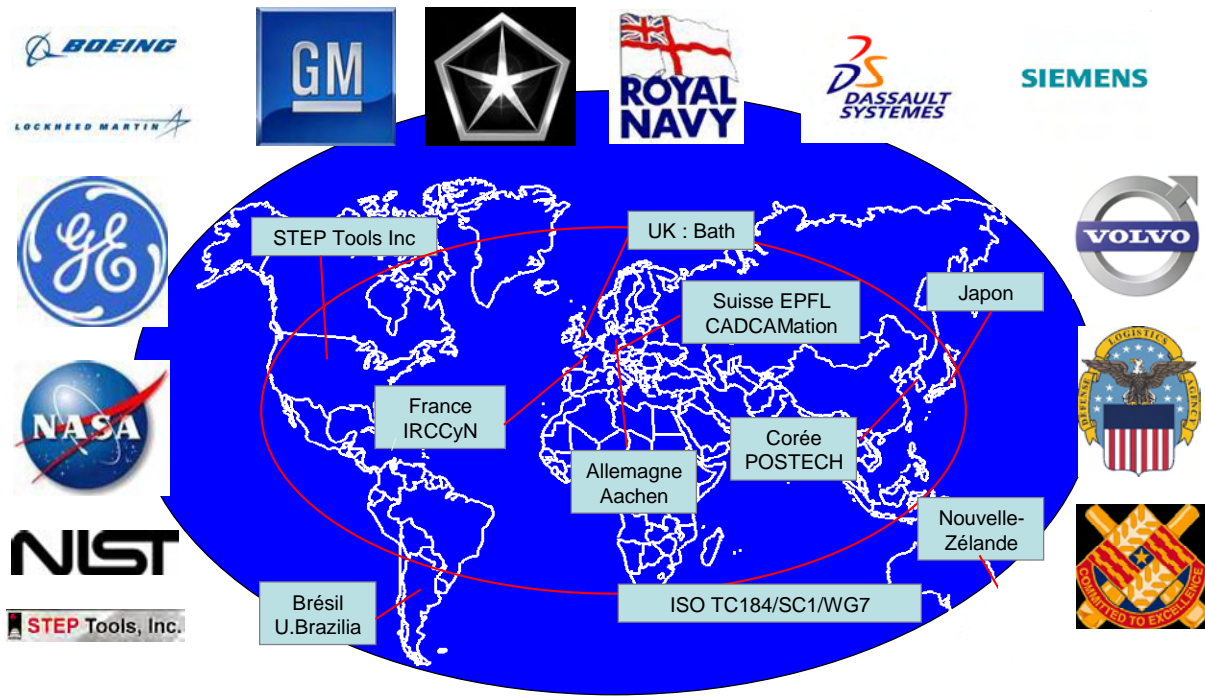 BOEING
LOCKHEED MARTIN
GM
ROYAL
NAVY
DASSAULT
SYSTEMES
SIEMENS
GE
VOLVO
NASA
DEFENSE LOGISTICS AGENCY
NIST
STEP Tools, Inc.
COMMITTED TO EXCELLENCE
STEP Tools Inc
UK : Bath
Suisse EPFL
CADCAMation
Japon
France
IRCCyN
Corée
POSTECH
Allemagne
Aachen
Nouvelle-
Zélande
Brésil
U.Brazilia
ISO TC184/SC1/WG7